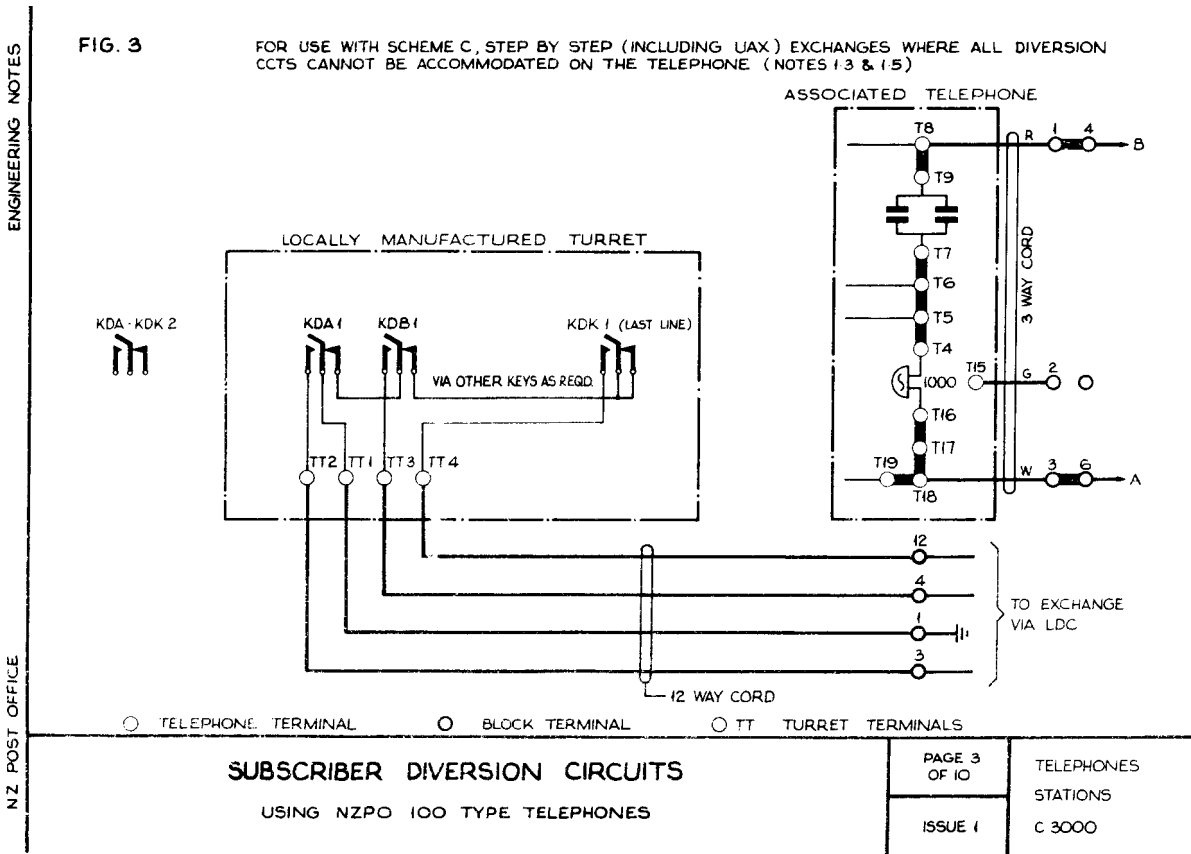 ENGINEERING NOTES
NZ POST OFFICE
FIG. 3
FOR USE WITH SCHEME C, STEP BY STEP (INCLUDING UAX) EXCHANGES WHERE ALL DIVERSION
CCTS CANNOT BE ACCOMMODATED ON THE TELEPHONE (NOTES 1·3 & 1·5)
ASSOCIATED TELEPHONE
T8
R
1
4
B
T9
T7
T6
T5
T4
1000
T15
G
2
T16
T17
T19
T18
W
3
6
A
3 WAY CORD
LOCALLY MANUFACTURED TURRET
KDA - KDK 2
KDA 1
KDB 1
KDK 1 (LAST LINE)
VIA OTHER KEYS AS REQD.
TT2
TT1
TT3
TT4
12
4
1
3
TO EXCHANGE
VIA LDC
12 WAY CORD
TELEPHONE TERMINAL
BLOCK TERMINAL
TT TURRET TERMINALS
SUBSCRIBER DIVERSION CIRCUITS
USING NZPO 100 TYPE TELEPHONES
PAGE 3
OF 10
ISSUE 1
TELEPHONES
STATIONS
C 3000